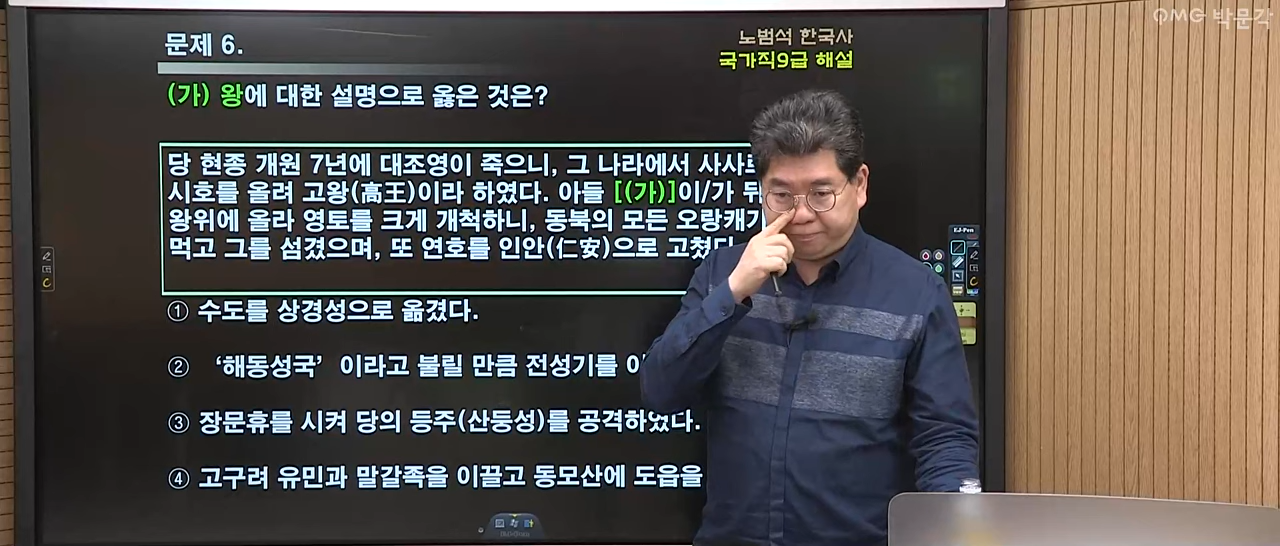 OMG 박문각
문제 6.
노범석 한국사
국가직9급 해설
(가) 왕에 대한 설명으로 옳은 것은?
당 현종 개원 7년에 대조영이 죽으니, 그 나라에서 사사로
시호를 올려 고왕(高王)이라 하였다. 아들 [(가)]이/가 뒤
왕위에 올라 영토를 크게 개척하니, 동북의 모든 오랑캐가
먹고 그를 섬겼으며, 또 연호를 인안(仁安)으로 고쳤다
① 수도를 상경성으로 옮겼다.
② ‘해동성국’ 이라고 불릴 만큼 전성기를
③ 장문휴를 시켜 당의 등주(산둥성)를 공격하였다.
④ 고구려 유민과 말갈족을 이끌고 동모산에 도읍을
EJ-Pen